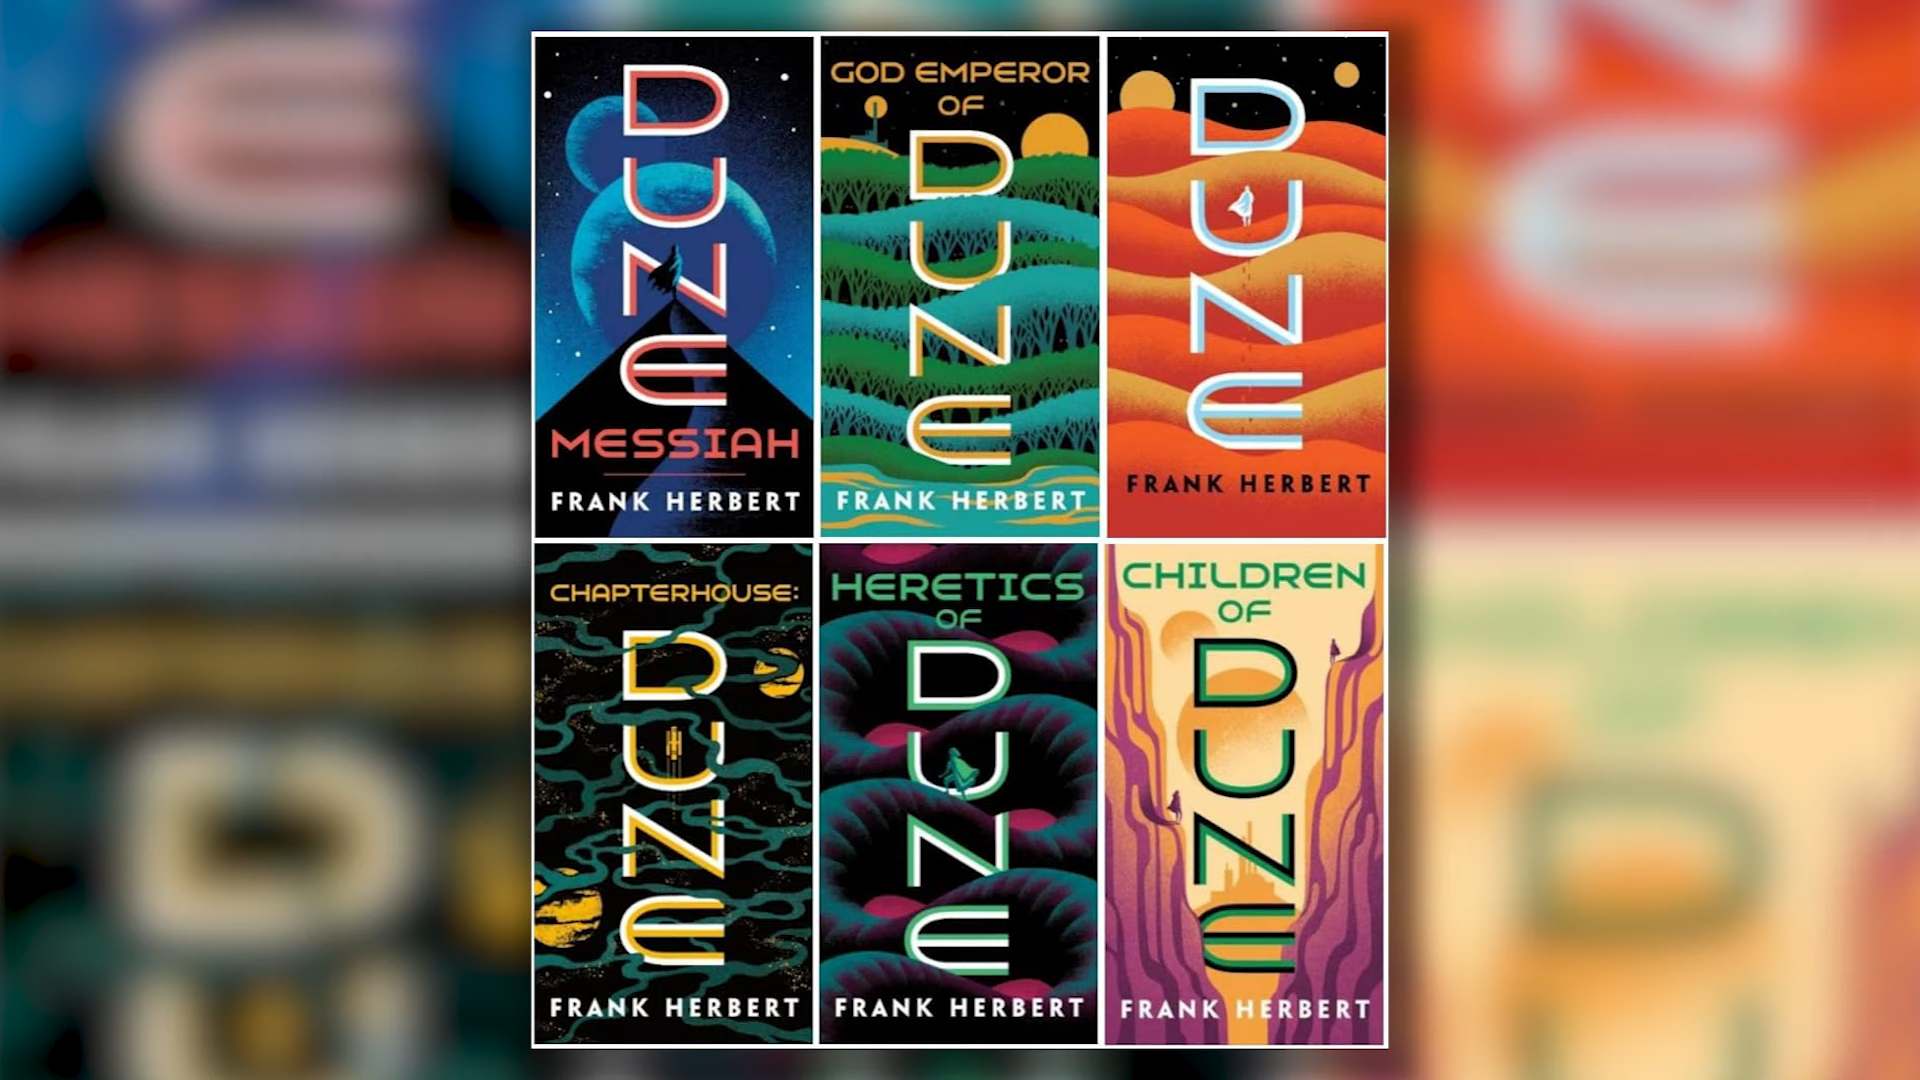 DUNE
MESSIAH
FRANK HERBERT
GOD EMPEROR
OF
DUNE
FRANK HERBERT
DUNE
FRANK HERBERT
CHAPTERHOUSE:
DUNE
FRANK HERBERT
HERETICS
OF
DUNE
FRANK HERBERT
CHILDREN
OF
DUNE
FRANK HERBERT